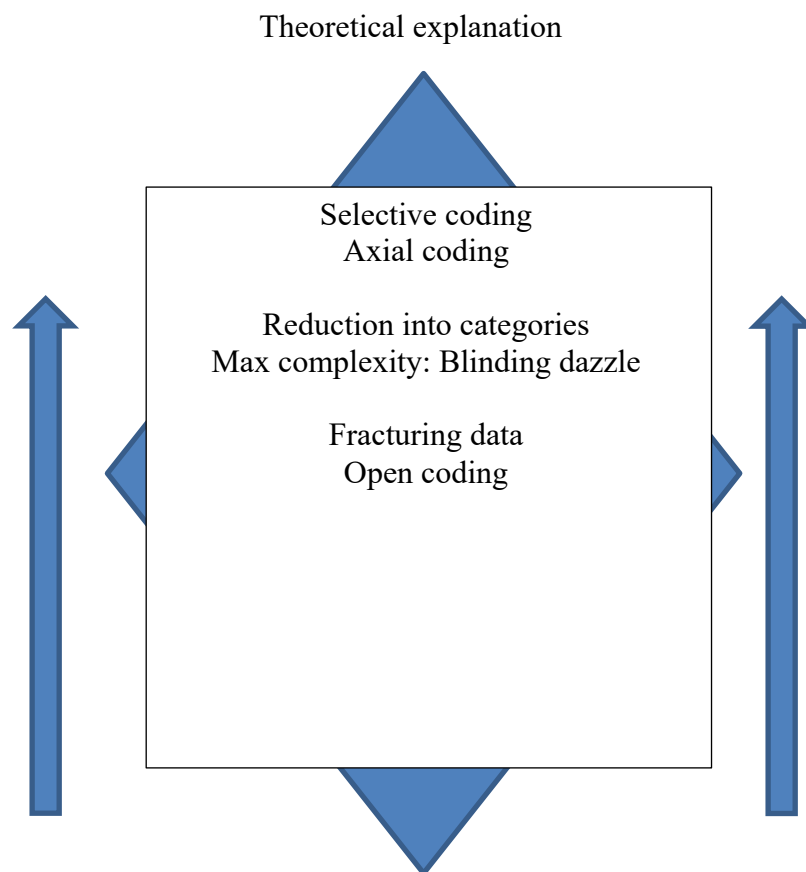 Theoretical explanation
Selective coding
Axial coding
Reduction into categories
Max complexity: Blinding dazzle
Fracturing data
Open coding